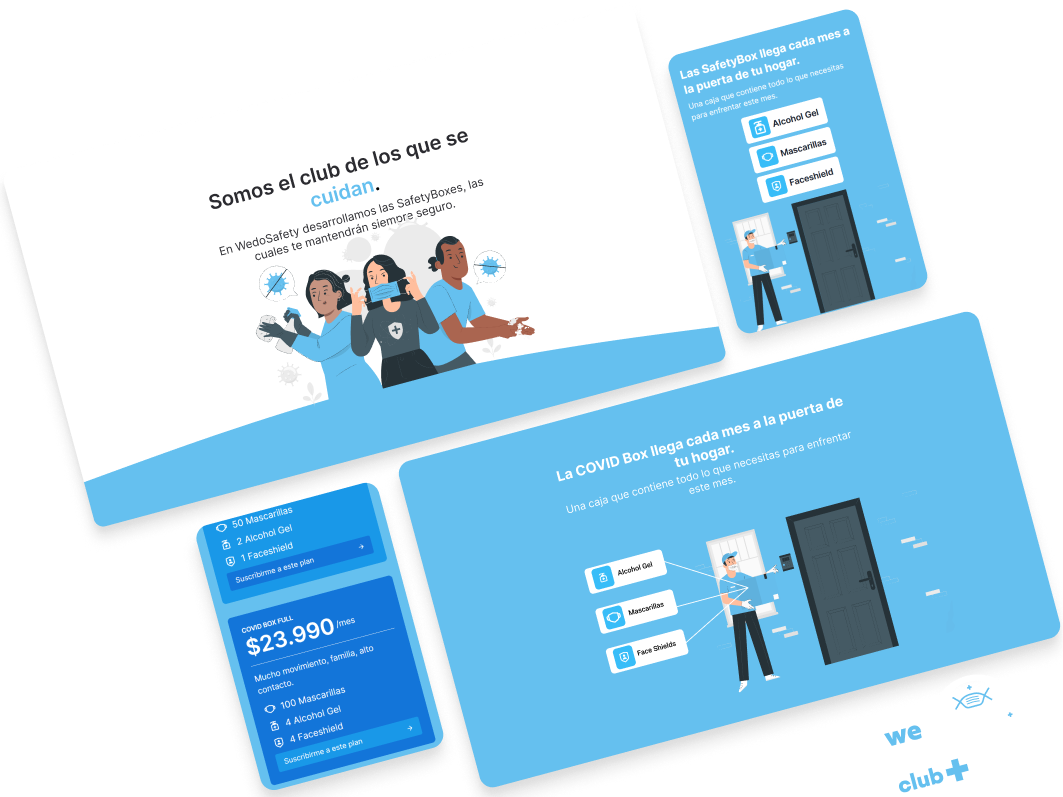 Somos el club de los que se
cuidan.
En WedoSafety desarrollamos las SafetyBoxes, las
cuales te mantendrán siempre seguro.
Las SafetyBox llega cada mes a
la puerta de tu hogar.
Una caja que contiene todo lo que necesitas
para enfrentar este mes.
Alcohol Gel
Mascarillas
Faceshield
La COVID Box llega cada mes a la puerta de
tu hogar.
Una caja que contiene todo lo que necesitas para enfrentar
este mes.
Alcohol Gel
Mascarillas
Face Shields
50 Mascarillas
2 Alcohol Gel
1 Faceshield
Suscribirme a este plan
COVID BOX FULL
$23.990 /mes
Mucho movimiento, familia, alto
contacto.
100 Mascarillas
4 Alcohol Gel
4 Faceshield
Suscribirme a este plan
we
club